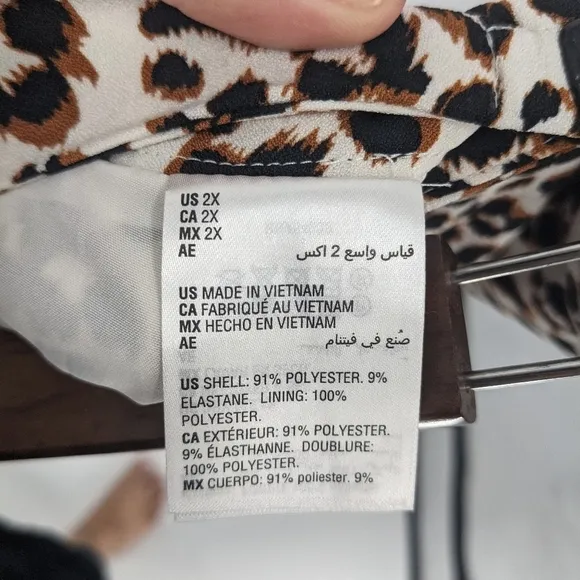 US 2X
CA 2X
MX 2X
AE قياس واسع 2 اكس
US MADE IN VIETNAM
CA FABRIQUÉ AU VIETNAM
MX HECHO EN VIETNAM
AE صُنع في فيتنام
US SHELL: 91% POLYESTER. 9%
ELASTANE. LINING: 100%
POLYESTER.
CA EXTÉRIEUR: 91% POLYESTER.
9% ÉLASTHANNE. DOUBLURE:
100% POLYESTER.
MX CUERPO: 91% poliester. 9%